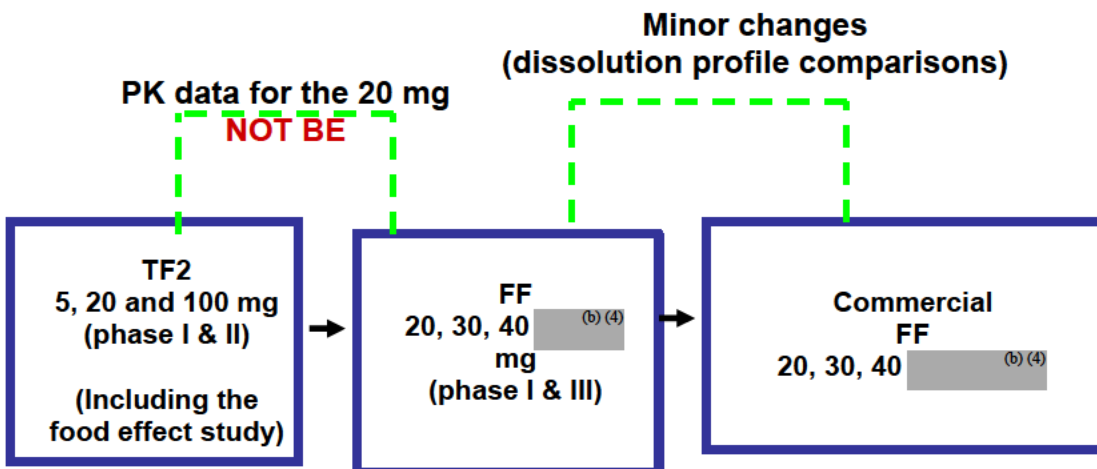 Minor changes
(dissolution profile comparisons)
PK data for the 20 mg
NOT BE
TF2
5, 20 and 100 mg
(phase I & II)
(Including the
food effect study)
FF
20, 30, 40 (b) (4)
mg
(phase I & III)
Commercial
FF
20, 30, 40 (b) (4)